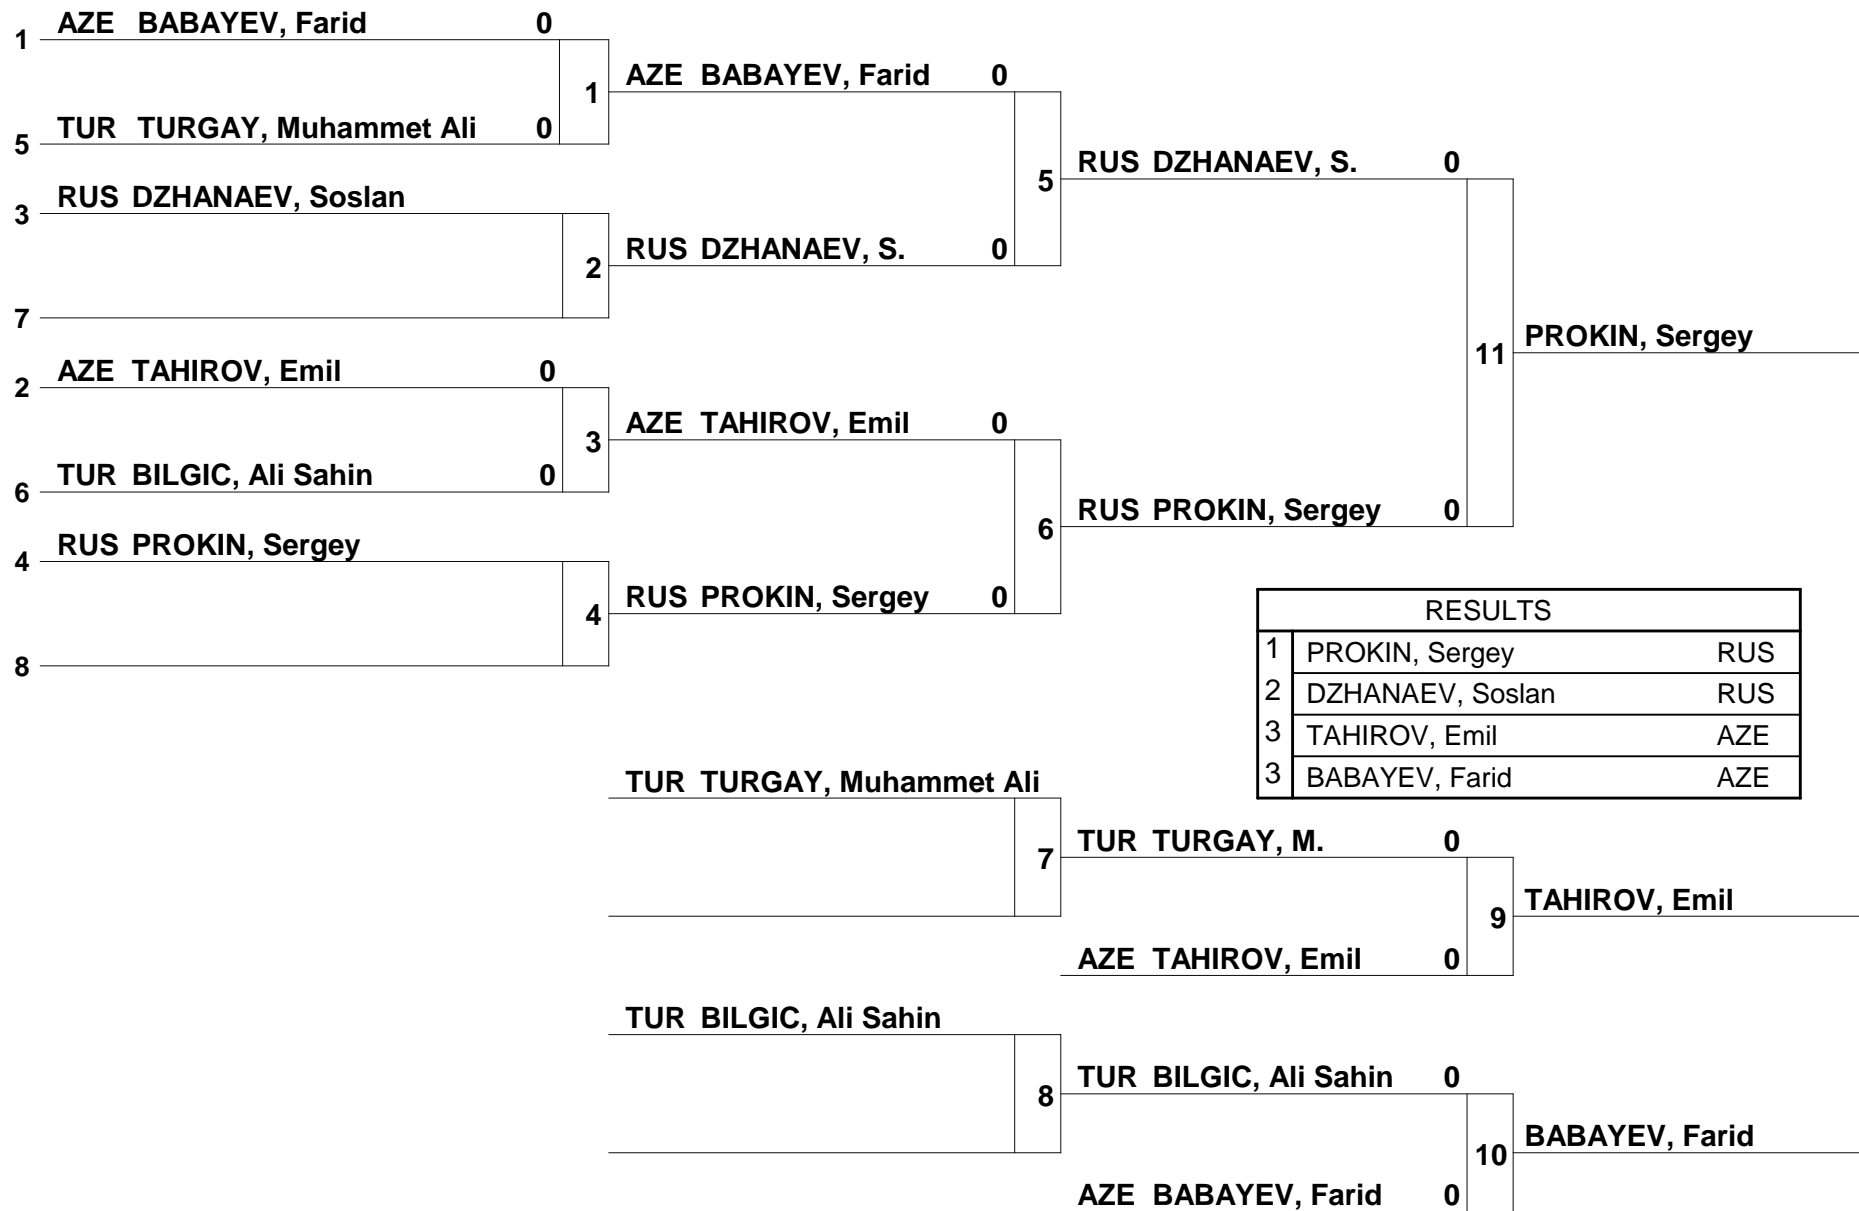 AZE BABAYEV, Farid 0
1
1
AZE BABAYEV, Farid 0
TUR TURGAY, Muhammet Ali 0
5
5
RUS DZHANAEV, S. 0
RUS DZHANAEV, Soslan
3
2
RUS DZHANAEV, S. 0
7
11
PROKIN, Sergey
AZE TAHIROV, Emil 0
2
3
AZE TAHIROV, Emil 0
TUR BILGIC, Ali Sahin 0
6
6
RUS PROKIN, Sergey 0
RUS PROKIN, Sergey
4
4
RUS PROKIN, Sergey 0
8
RESULTS
1 PROKIN, Sergey RUS
2 DZHANAEV, Soslan RUS
3 TAHIROV, Emil AZE
3 BABAYEV, Farid AZE
TUR TURGAY, Muhammet Ali
7
TUR TURGAY, M. 0
9
TAHIROV, Emil
AZE TAHIROV, Emil 0
TUR BILGIC, Ali Sahin
8
TUR BILGIC, Ali Sahin 0
10
BABAYEV, Farid
AZE BABAYEV, Farid 0